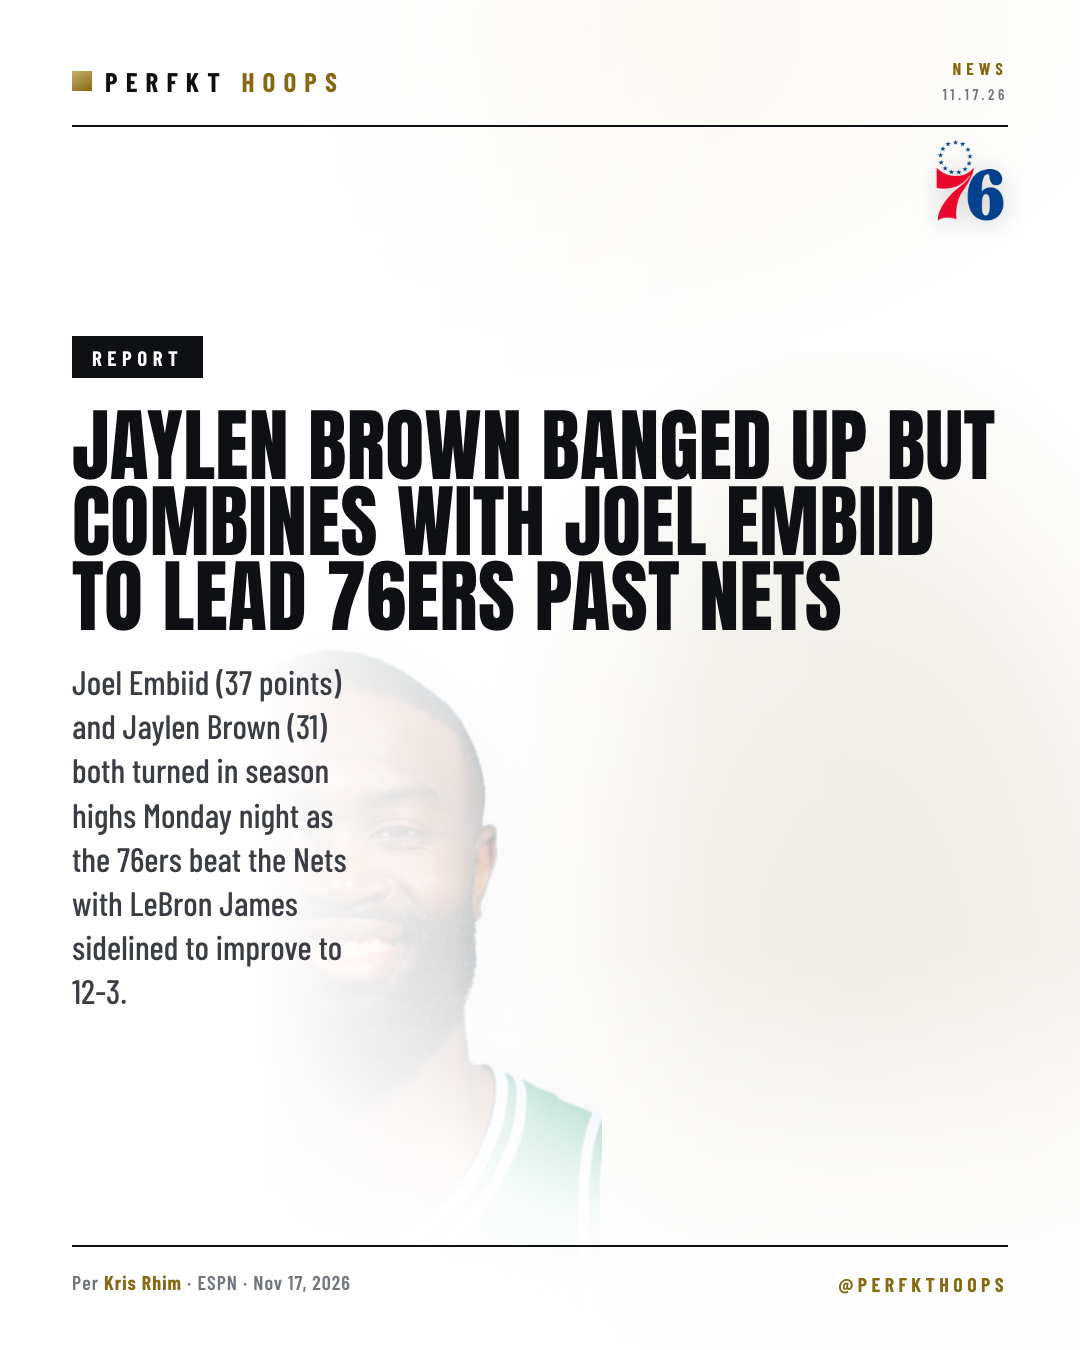 PERFKT HOOPS
NEWS
11.17.26
76
REPORT
JAYLEN BROWN BANGED UP BUT
COMBINES WITH JOEL EMBIID
TO LEAD 76ERS PAST NETS
Joel Embiid (37 points)
and Jaylen Brown (31)
both turned in season
highs Monday night as
the 76ers beat the Nets
with LeBron James
sidelined to improve to
12-3.
Per Kris Rhim · ESPN · Nov 17, 2026
@PERFKTHOOPS